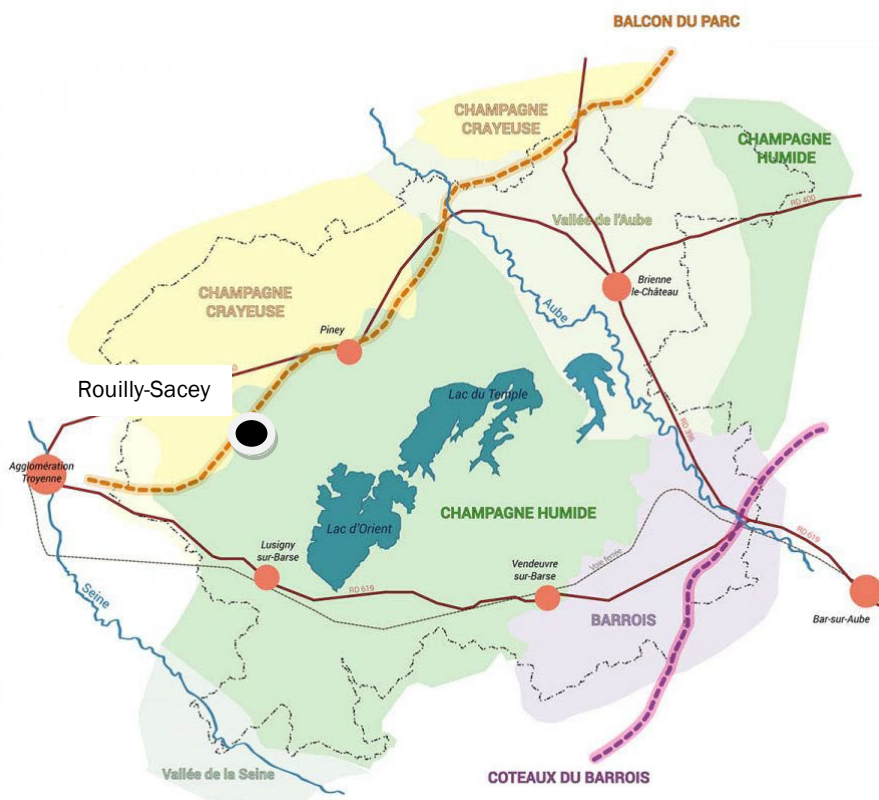 BALCON DU PARC
CHAMPAGNE
CRAYEUSE
CHAMPAGNE
HUMIDE
RD 400
Vallée de l'Aube
CHAMPAGNE
CRAYEUSE
Brienne
le-Château
Aube
Piney
Rouilly-Sacey
Lac du Temple
RD 396
Agglomération
Troyenne
CHAMPAGNE HUMIDE
Lac d'Orient
RD 619
Lusigny
sur-Barse
Vendeuvre
sur-Barse
Voie ferrée
Seine
RD 619
BARROIS
Bar-sur-Aube
Vallée de la Seine
COTEAUX DU BARROIS